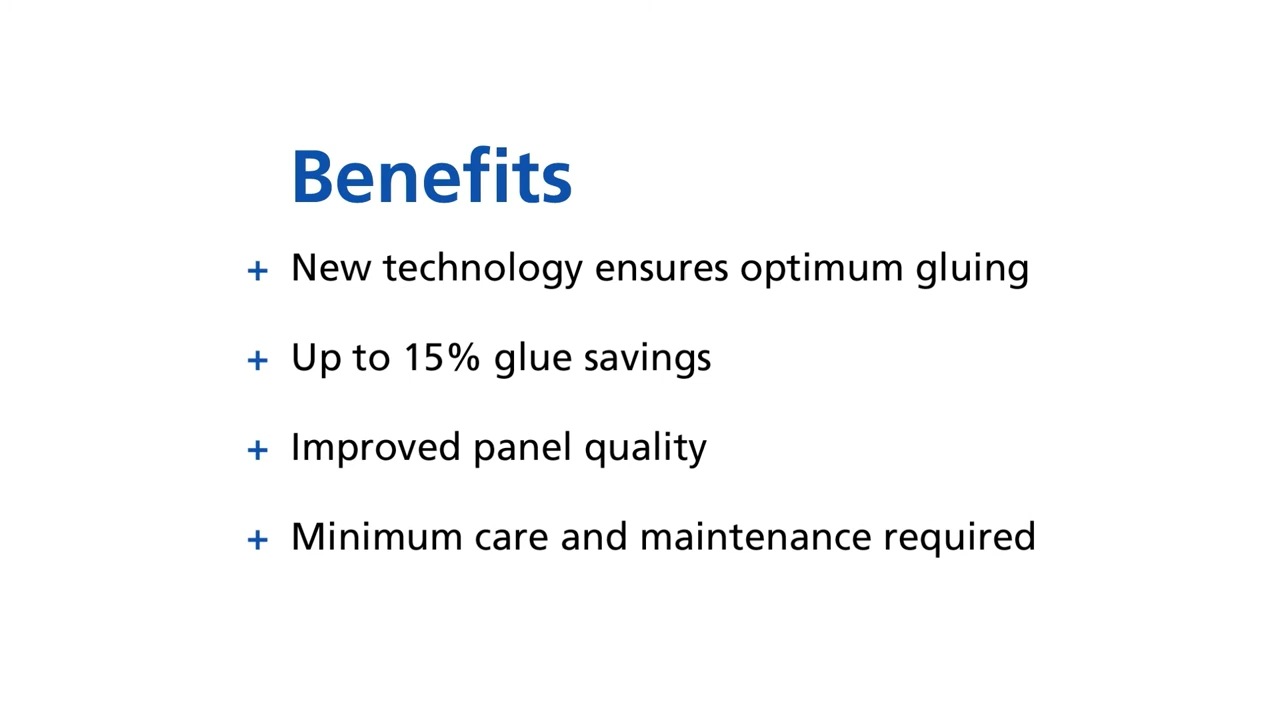 Benefits
+ New technology ensures optimum gluing
+ Up to 15% glue savings
+ Improved panel quality
+ Minimum care and maintenance required